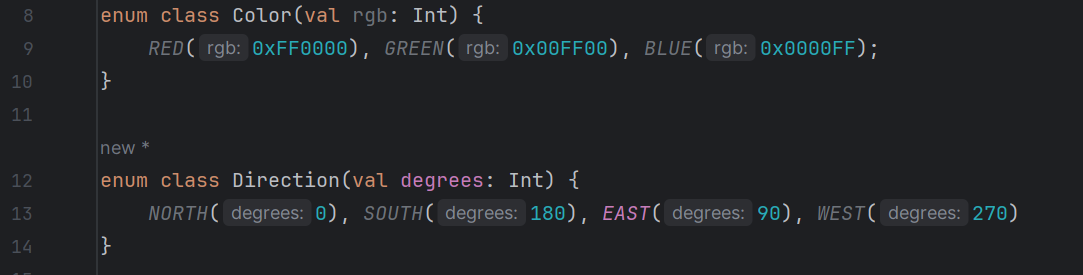 8 enum class Color(val rgb: Int) {
9 RED( rgb: 0xFF0000), GREEN( rgb: 0x00FF00), BLUE( rgb: 0x0000FF);
10 }
11
new *
12 enum class Direction(val degrees: Int) {
13 NORTH( degrees: 0), SOUTH( degrees: 180), EAST( degrees: 90), WEST( degrees: 270)
14 }